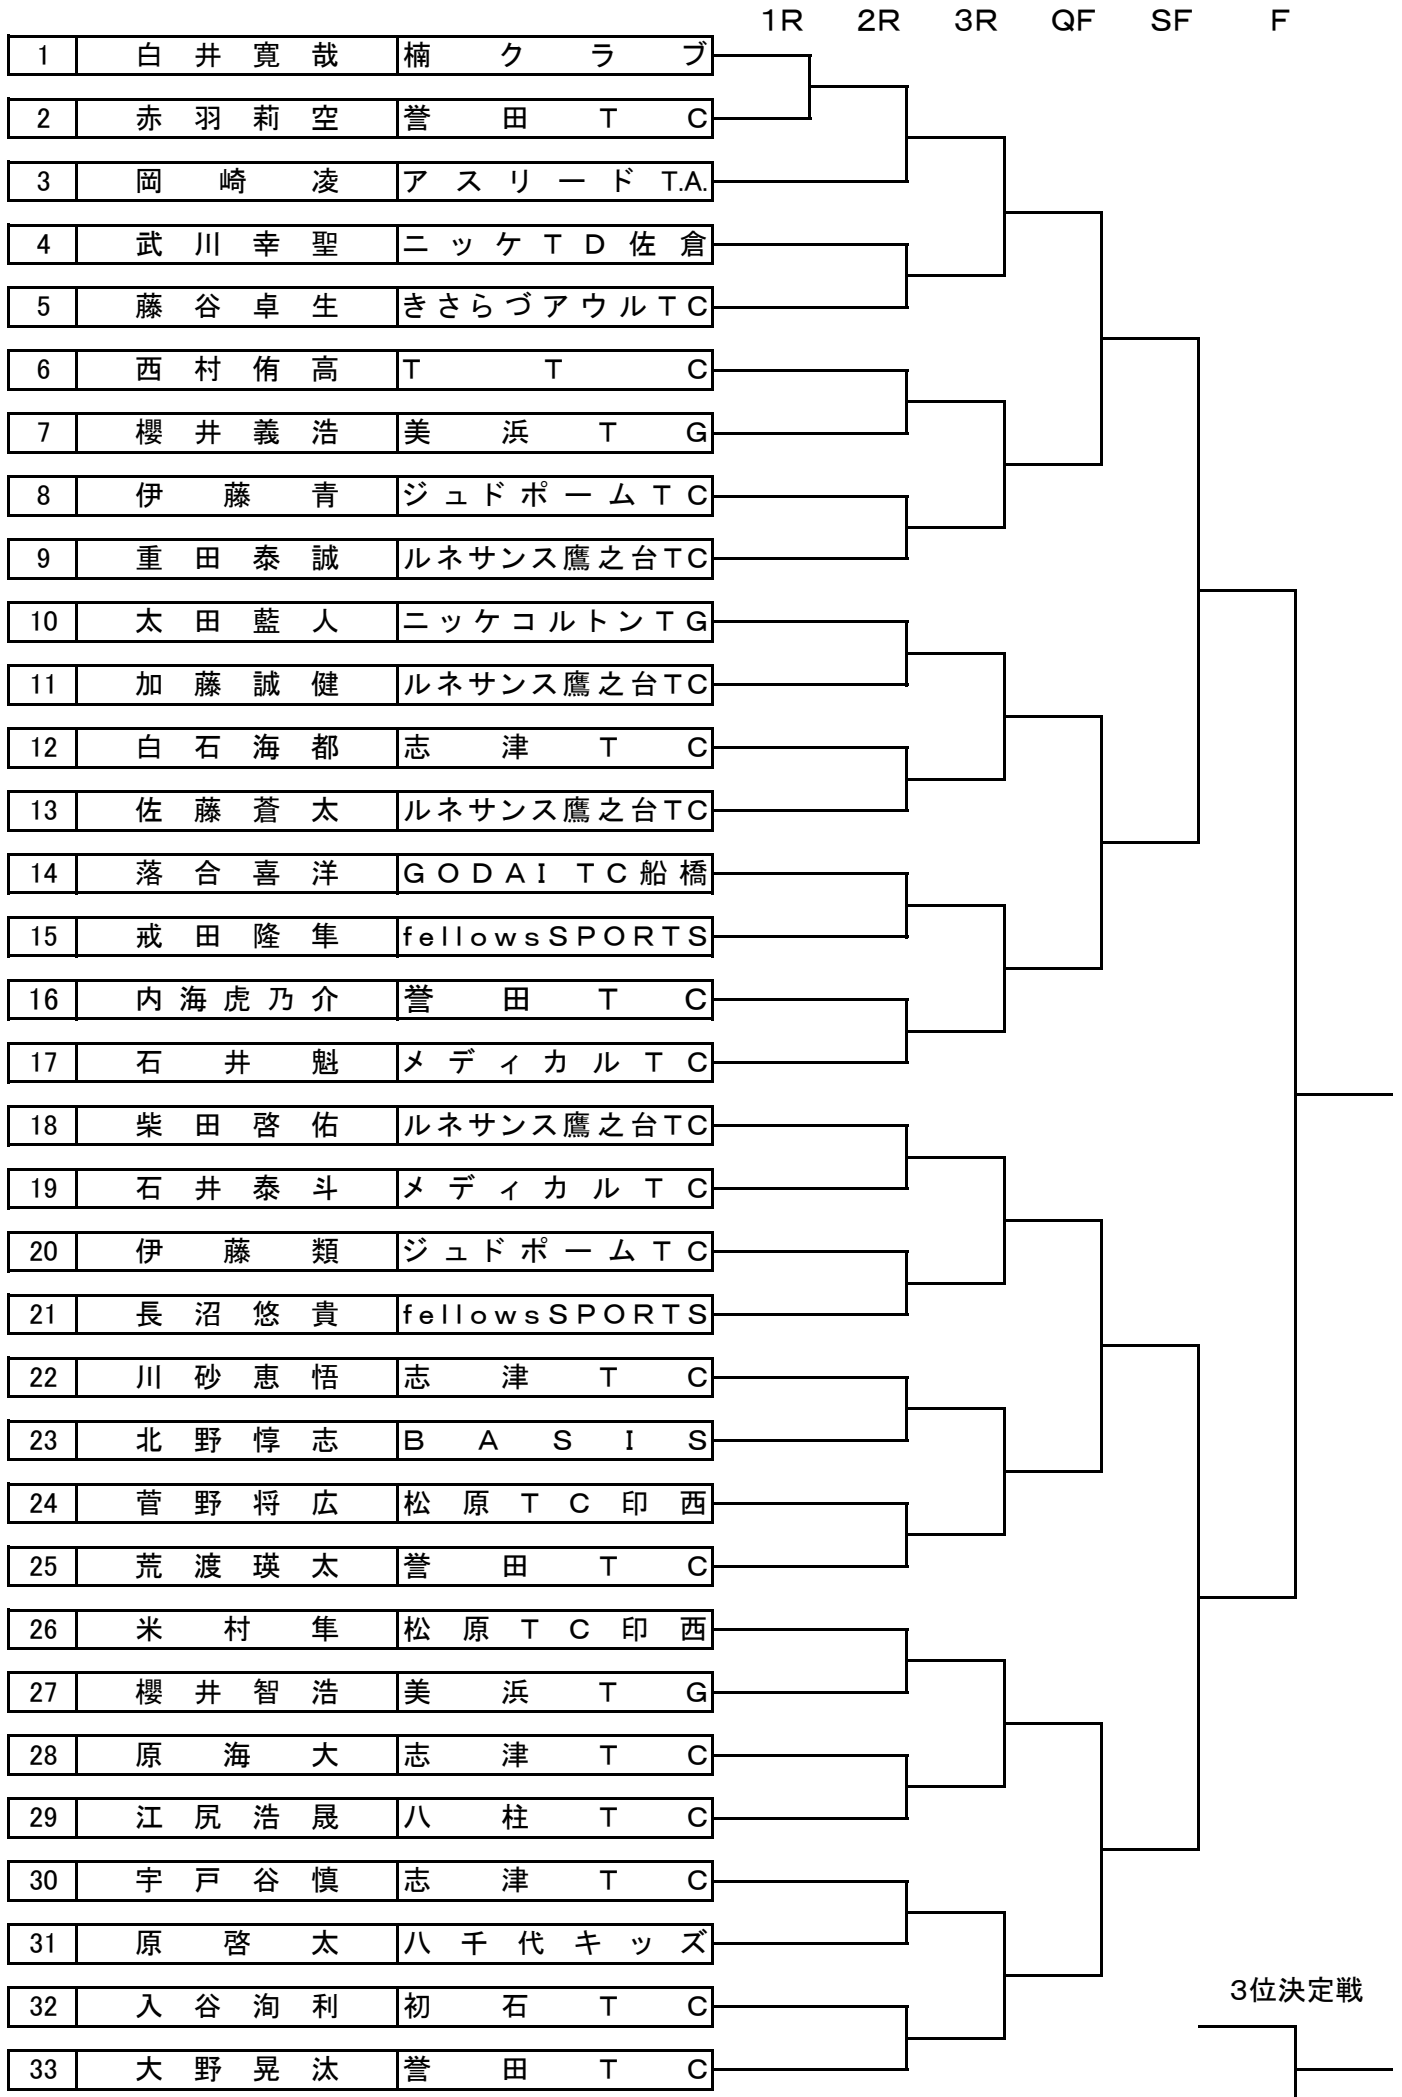 1R 2R 3R QF SF F
1 白井寛哉 楠クラブ
2 赤羽莉空 誉田TC
3 岡崎凌 アスリードT.A.
4 武川幸聖 ニッケTD佐倉
5 藤谷卓生 きさらづアウルTC
6 西村侑高 TTC
7 櫻井義浩 美浜TG
8 伊藤青 ジュドポームTC
9 重田泰誠 ルネサンス鷹之台TC
10 太田藍人 ニッケコルトンTG
11 加藤誠健 ルネサンス鷹之台TC
12 白石海都 志津TC
13 佐藤蒼太 ルネサンス鷹之台TC
14 落合喜洋 GODAI TC船橋
15 戒田隆隼 fellowsSPORTS
16 内海虎乃介 誉田TC
17 石井魁 メディカルTC
18 柴田啓佑 ルネサンス鷹之台TC
19 石井泰斗 メディカルTC
20 伊藤類 ジュドポームTC
21 長沼悠貴 fellowsSPORTS
22 川砂恵悟 志津TC
23 北野惇志 BASIS
24 菅野将広 松原TC印西
25 荒渡瑛太 誉田TC
26 米村隼 松原TC印西
27 櫻井智浩 美浜TG
28 原海大 志津TC
29 江尻浩晟 八柱TC
30 宇戸谷慎 志津TC
31 原啓太 八千代キッズ
3位決定戦
32 入谷洵利 初石TC
33 大野晃汰 誉田TC